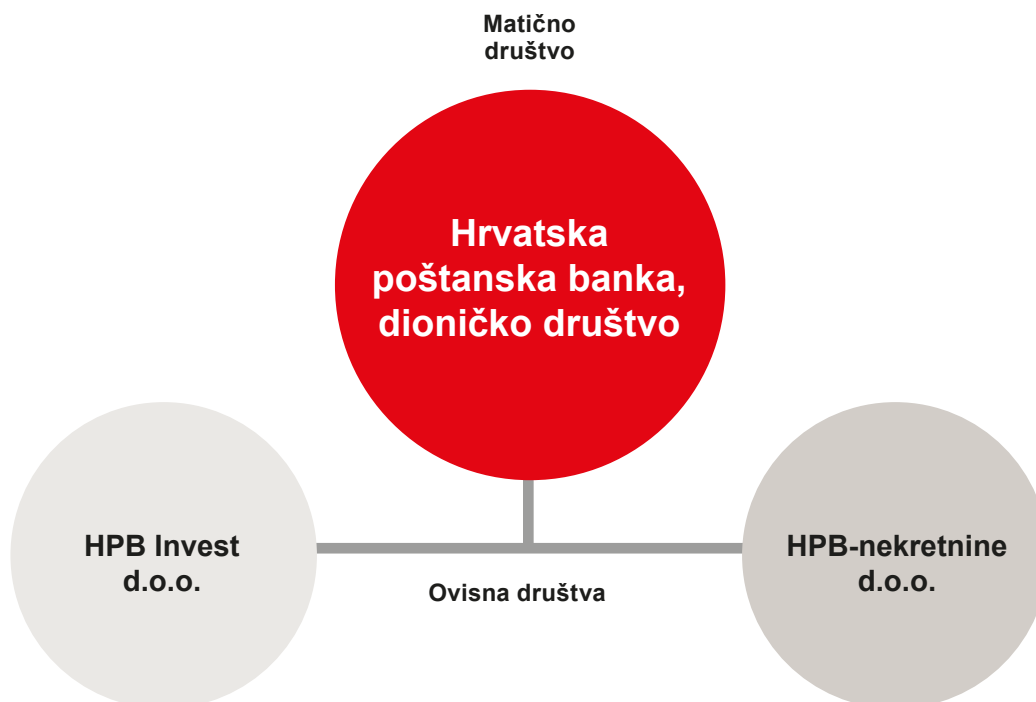 Matično
društvo
Hrvatska
poštanska banka,
dioničko društvo
HPB Invest
d.o.o.
HPB-nekretnine
d.o.o.
Ovisna društva